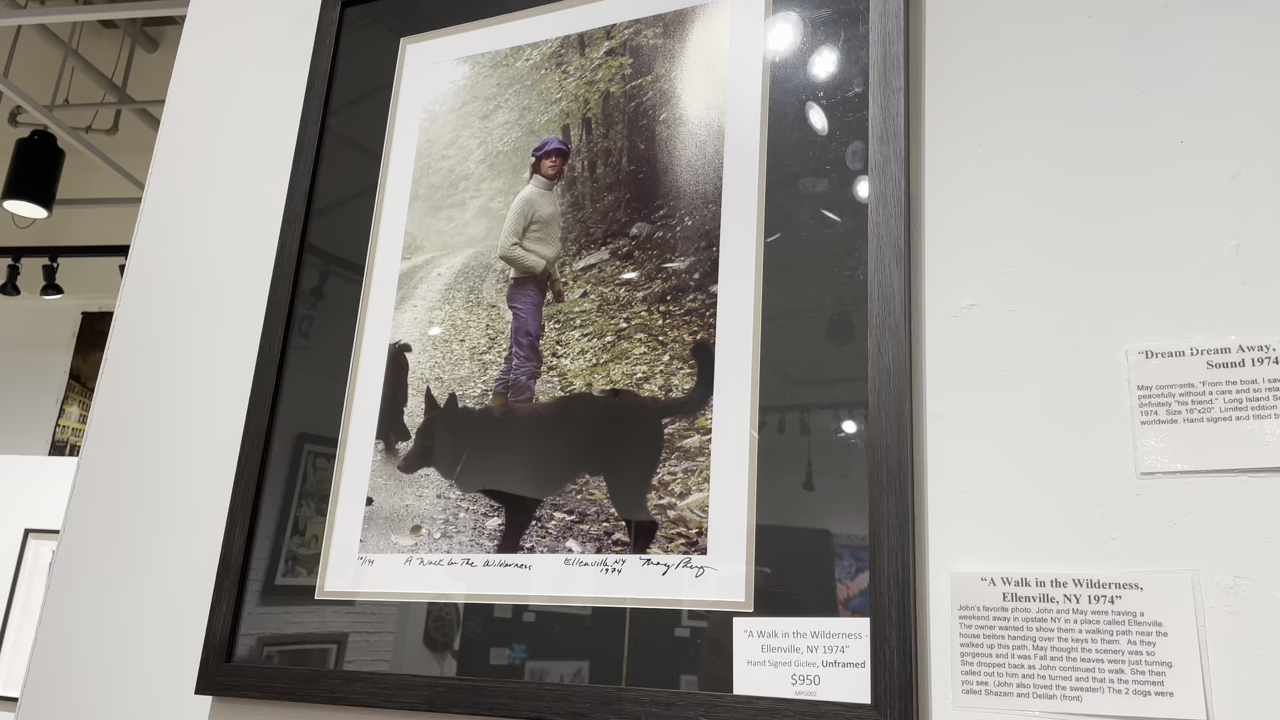 "Dream Dream Away,
Sound 1974
May comments, "From the boat, I saw
peacefully without a care and so rela
definitely "his friend." Long Island So
1974. Size 16"x20". Limited edition
worldwide. Hand signed and titled by
10/199 A Walk In The Wilderness Ellenville, NY May Pang
1974
"A Walk in the Wilderness -
Ellenville, NY 1974"
Hand Signed Giclee, Unframed
$950
MPG002
"A Walk in the Wilderness,
Ellenville, NY 1974"
John's favorite photo. John and May were having a
weekend away in upstate NY in a place called Ellenville.
The owner wanted to show them a walking path near the
house before handing over the keys to them. As they
walked up this path, May thought the scenery was so
gorgeous and it was Fall and the leaves were just turning.
She dropped back as John continued to walk. She then
called out to him and he turned and that is the moment
you see. (John also loved the sweater!) The 2 dogs were
called Shazam and Delilah (front)